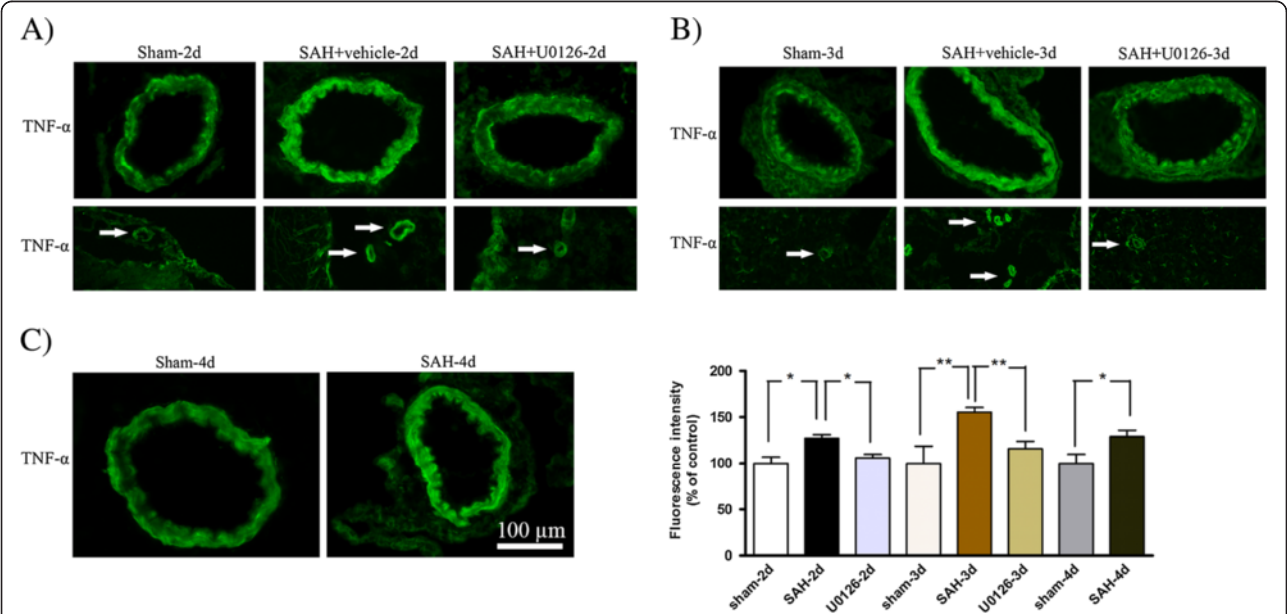 A)
Sham-2d SAH+vehicle-2d SAH+U0126-2d
TNF-α
TNF-α
B)
Sham-3d SAH+vehicle-3d SAH+U0126-3d
TNF-α
TNF-α
C)
Sham-4d SAH-4d
TNF-α
100 µm
Fluorescence intensity
(% of control)
200
150
100
50
0
* * ** ** *
sham-2d SAH-2d U0126-2d sham-3d SAH-3d U0126-3d sham-4d SAH-4d